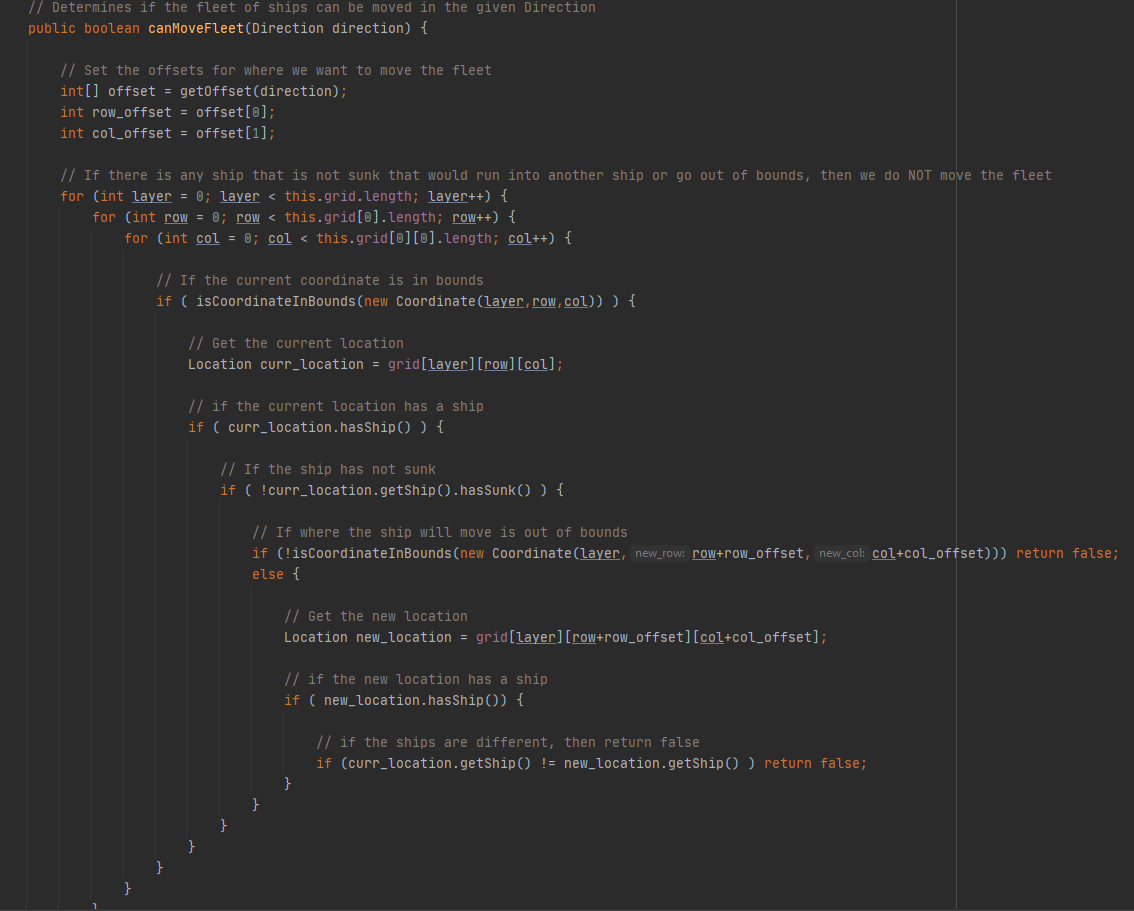 // Determines if the fleet of ships can be moved in the given Direction
public boolean canMoveFleet(Direction direction) {
// Set the offsets for where we want to move the fleet
int[] offset = getOffset(direction);
int row_offset = offset[0];
int col_offset = offset[1];
// If there is any ship that is not sunk that would run into another ship or go out of bounds, then we do NOT move the fleet
for (int layer = 0; layer < this.grid.length; layer++) {
for (int row = 0; row < this.grid[0].length; row++) {
for (int col = 0; col < this.grid[0][0].length; col++) {
// If the current coordinate is in bounds
if ( isCoordinateInBounds(new Coordinate(layer,row,col)) ) {
// Get the current location
Location curr_location = grid[layer][row][col];
// if the current location has a ship
if ( curr_location.hasShip() ) {
// If the ship has not sunk
if ( !curr_location.getShip().hasSunk() ) {
// If where the ship will move is out of bounds
if (!isCoordinateInBounds(new Coordinate(layer, new_row: row+row_offset, new_col: col+col_offset))) return false;
else {
// Get the new location
Location new_location = grid[layer][row+row_offset][col+col_offset];
// if the new location has a ship
if ( new_location.hasShip()) {
// if the ships are different, then return false
if (curr_location.getShip() != new_location.getShip() ) return false;
}
}
}
}
}
}
}